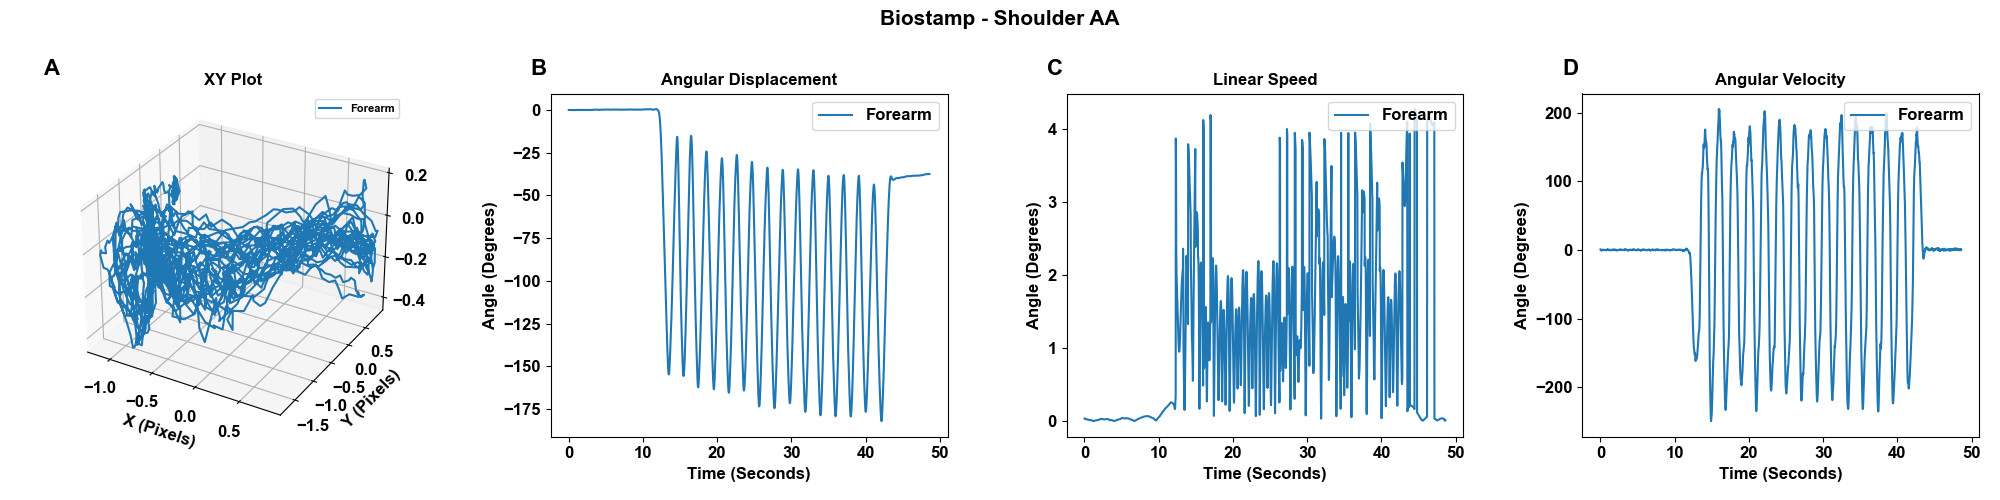 Biostamp - Shoulder AA
A
XY Plot
Forearm
0.2
0.0
−0.2
−0.4
0.5
0.0
−0.5
−1.0
−1.5
Y (Pixels)
−1.0
−0.5
0.0
0.5
X (Pixels)
B
Angular Displacement
Forearm
0
−25
−50
−75
−100
−125
−150
−175
Angle (Degrees)
0 10 20 30 40 50
Time (Seconds)
C
Linear Speed
Forearm
4
3
2
1
0
Angle (Degrees)
0 10 20 30 40 50
Time (Seconds)
D
Angular Velocity
Forearm
200
100
0
−100
−200
Angle (Degrees)
0 10 20 30 40 50
Time (Seconds)